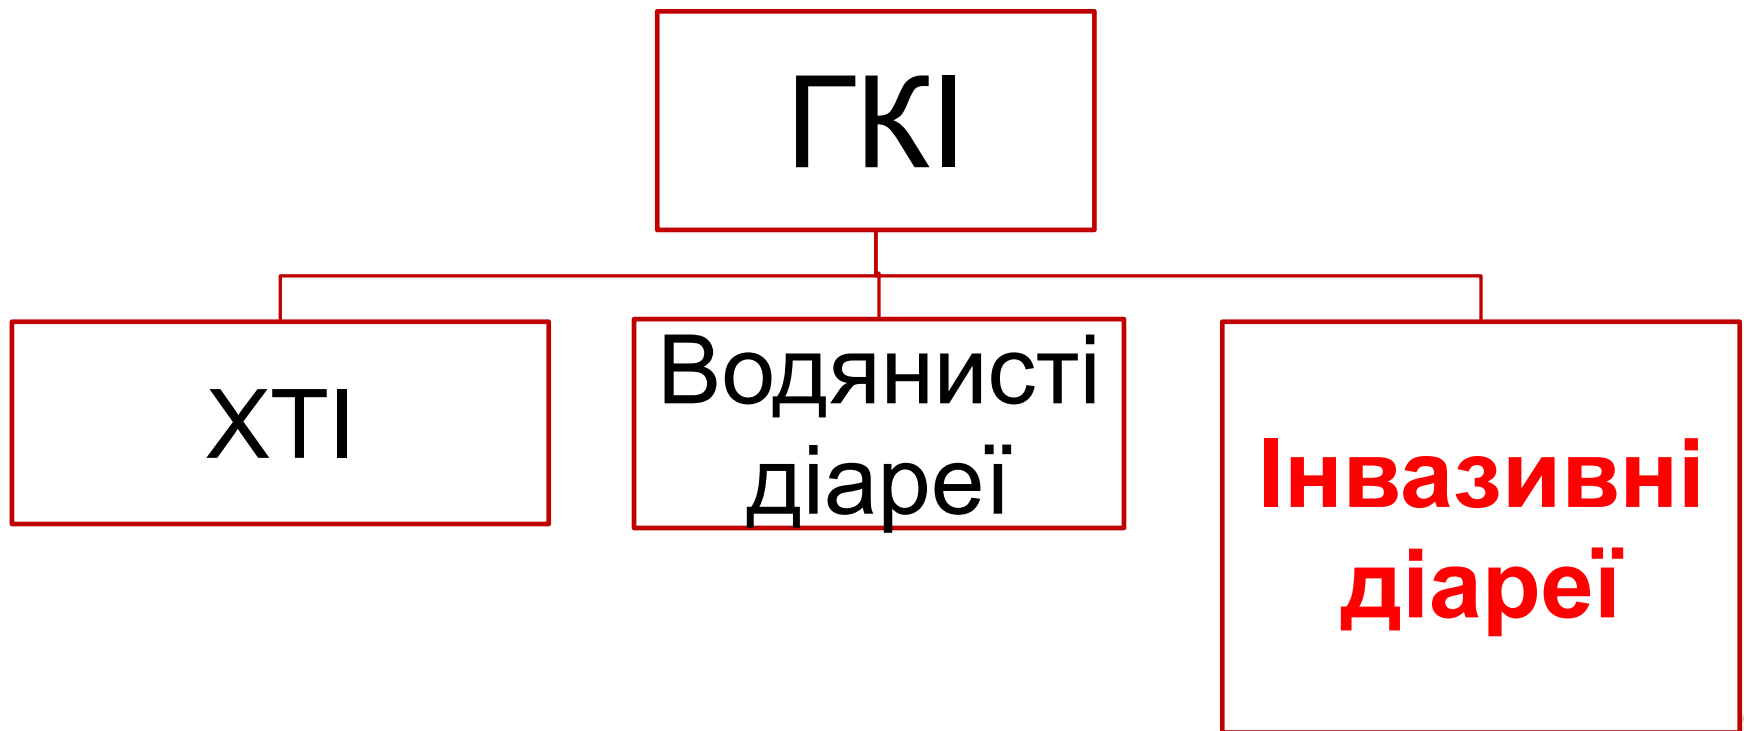 ГКІ
ХТІ
Водянисті
діареї
Інвазивні
діареї